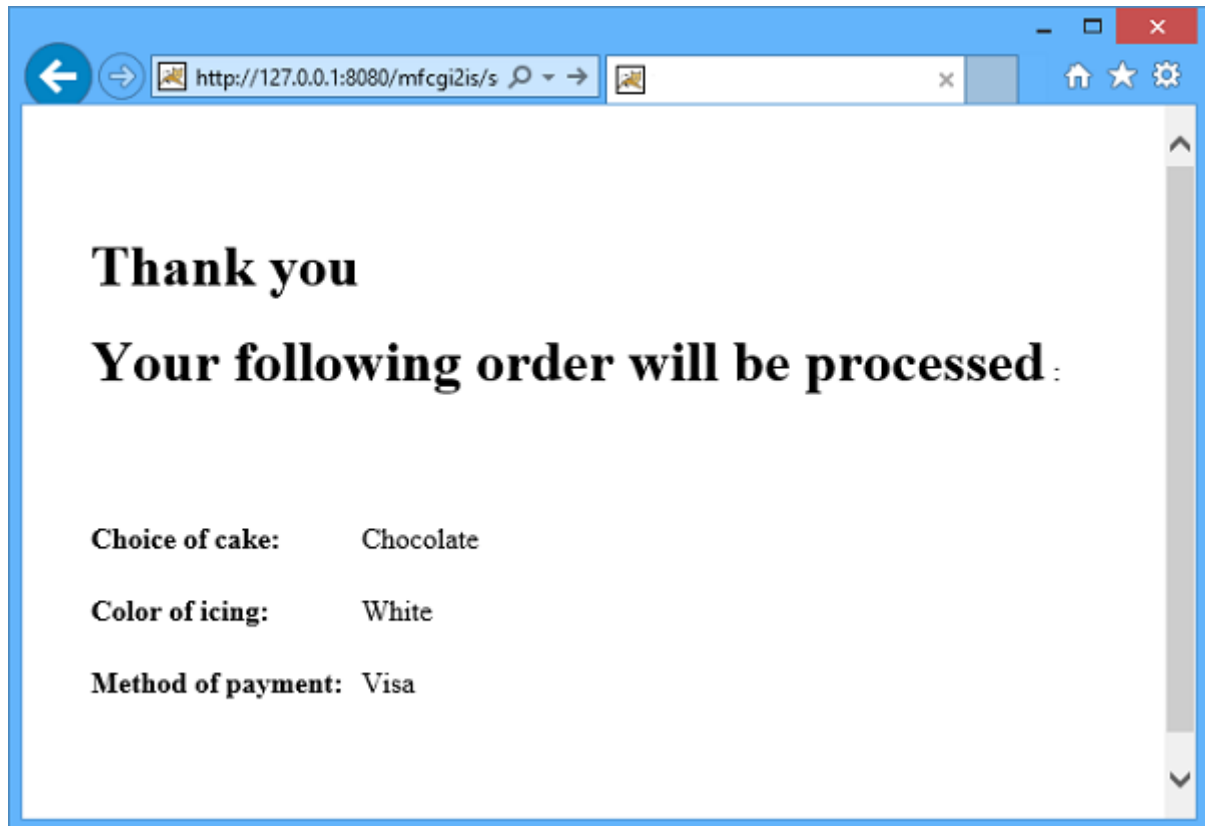 http://127.0.0.1:8080/mfcgi2is/s
Thank you
Your following order will be processed :
Choice of cake: Chocolate
Color of icing: White
Method of payment: Visa